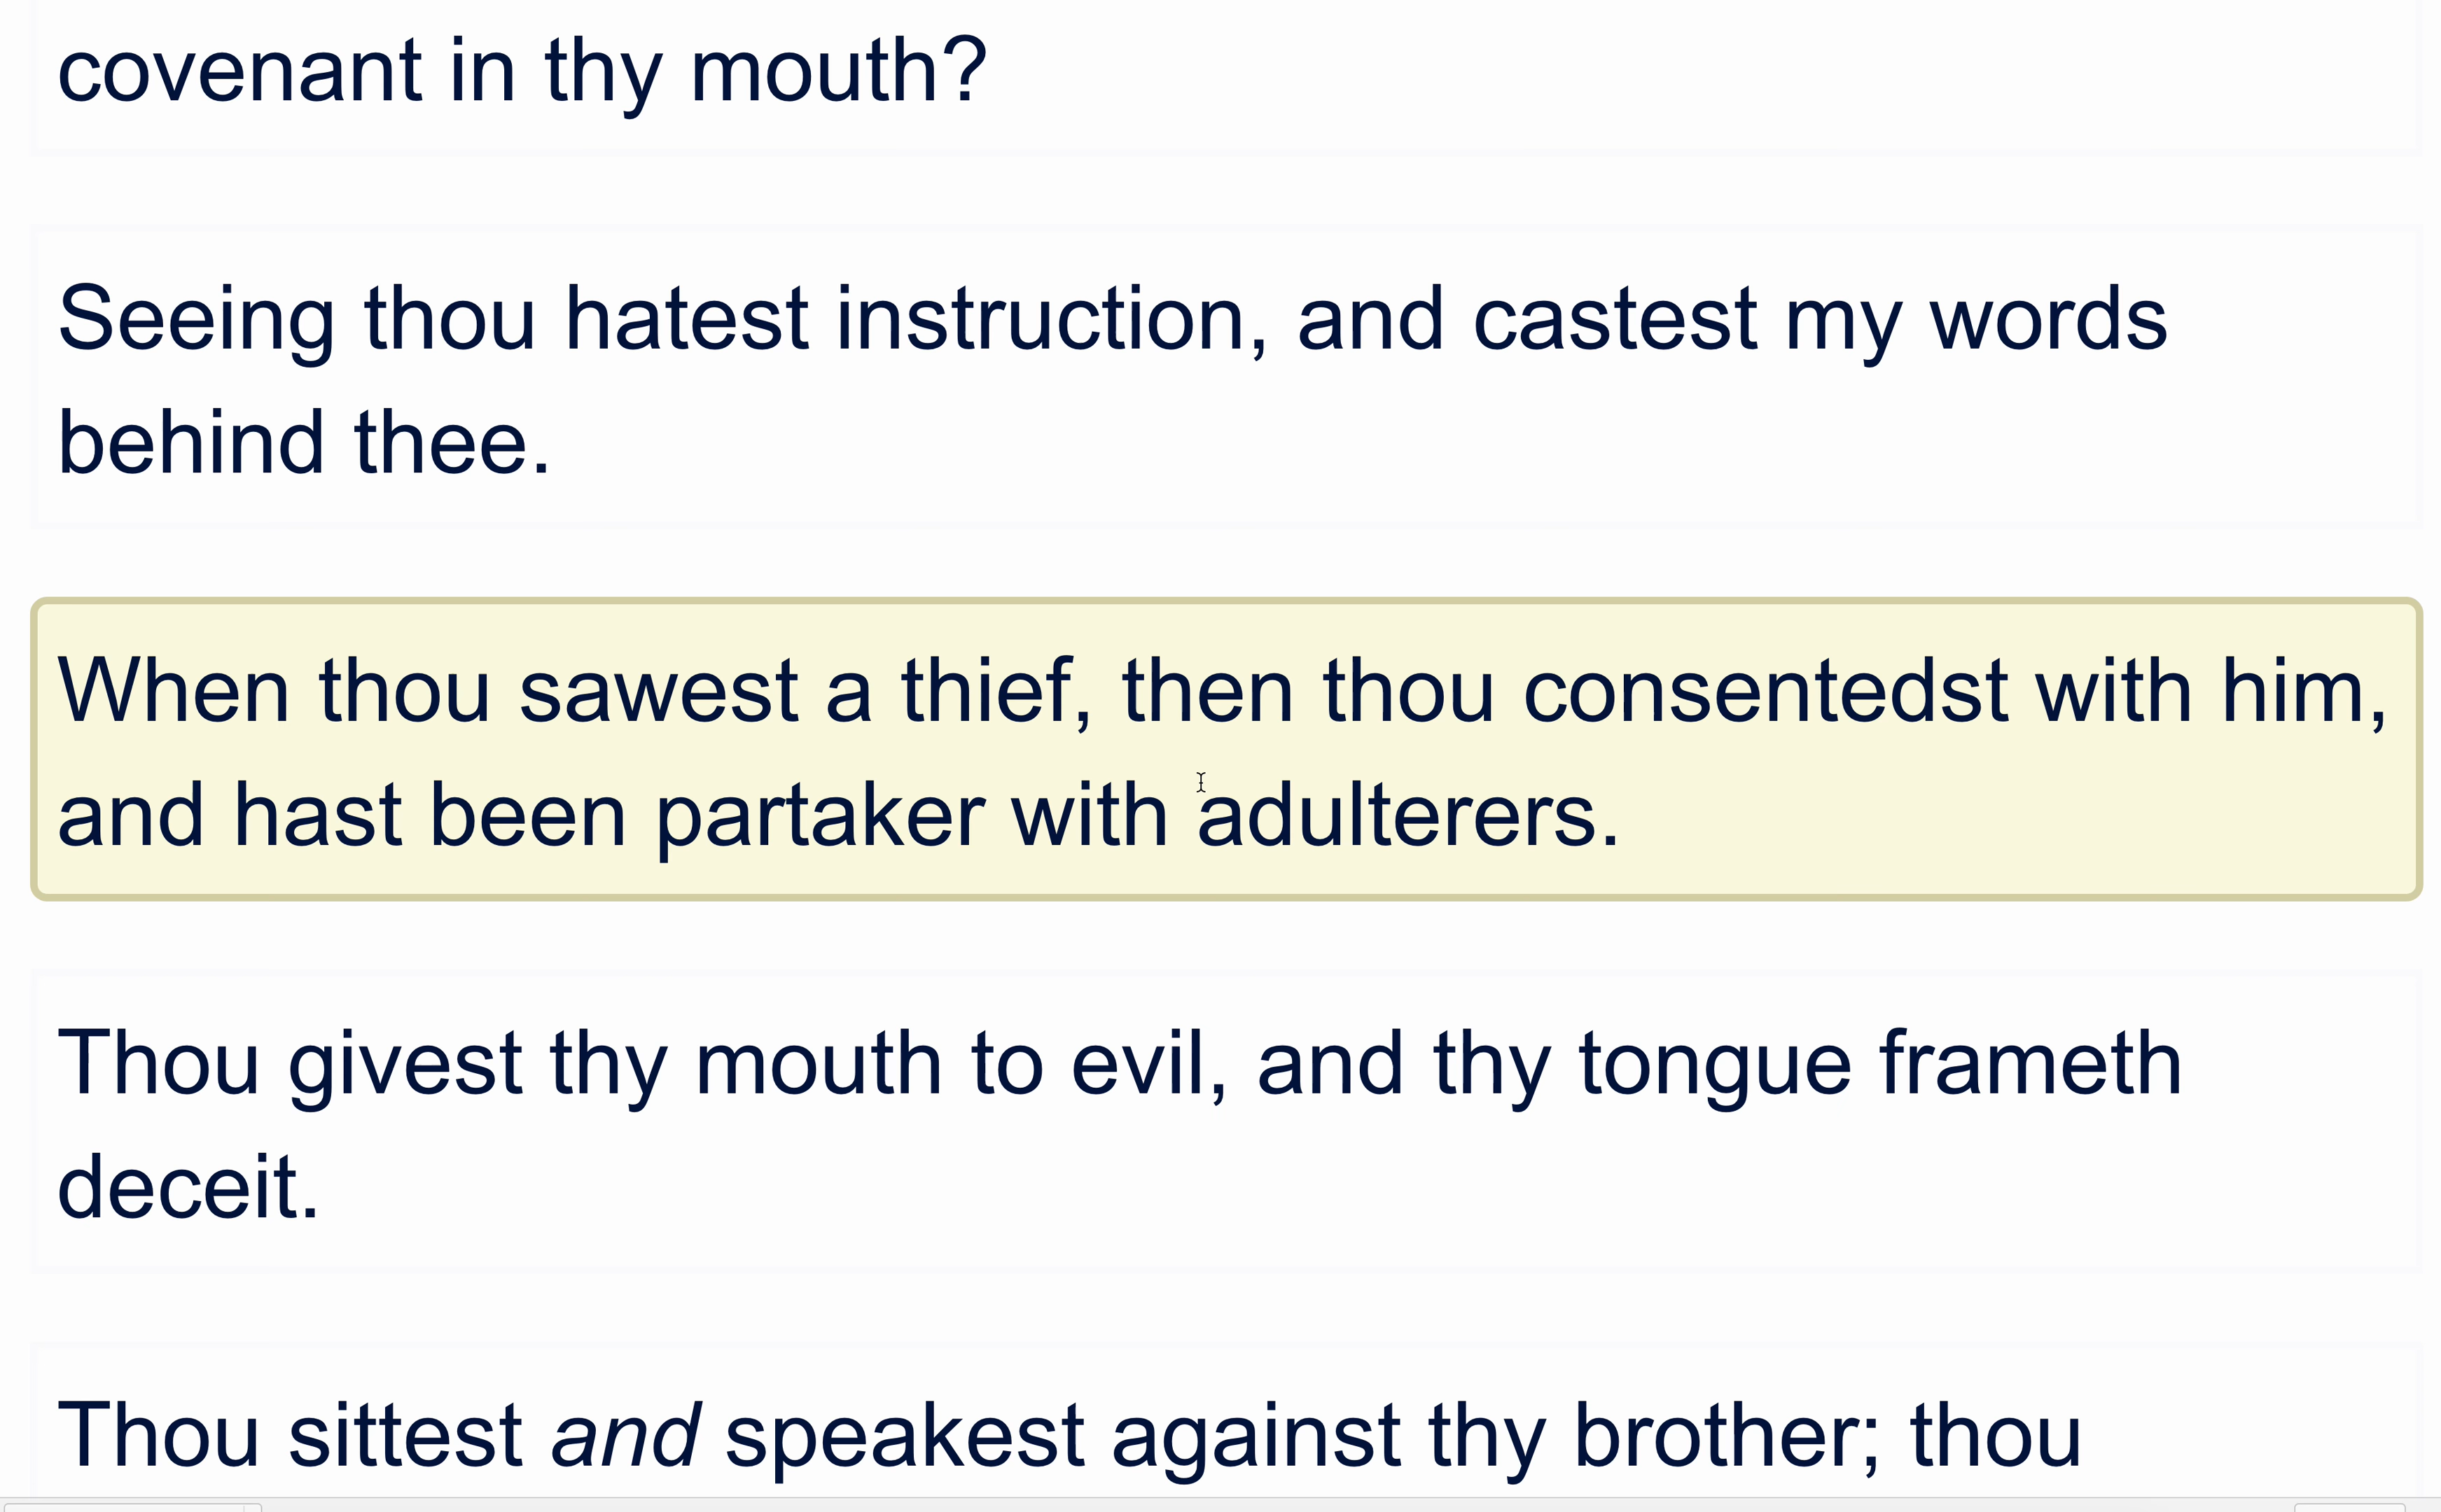 covenant in thy mouth?
Seeing thou hatest instruction, and castest my words
behind thee.
When thou sawest a thief, then thou consentedst with him,
and hast been partaker with adulterers.
Thou givest thy mouth to evil, and thy tongue frameth
deceit.
Thou sittest and speakest against thy brother; thou